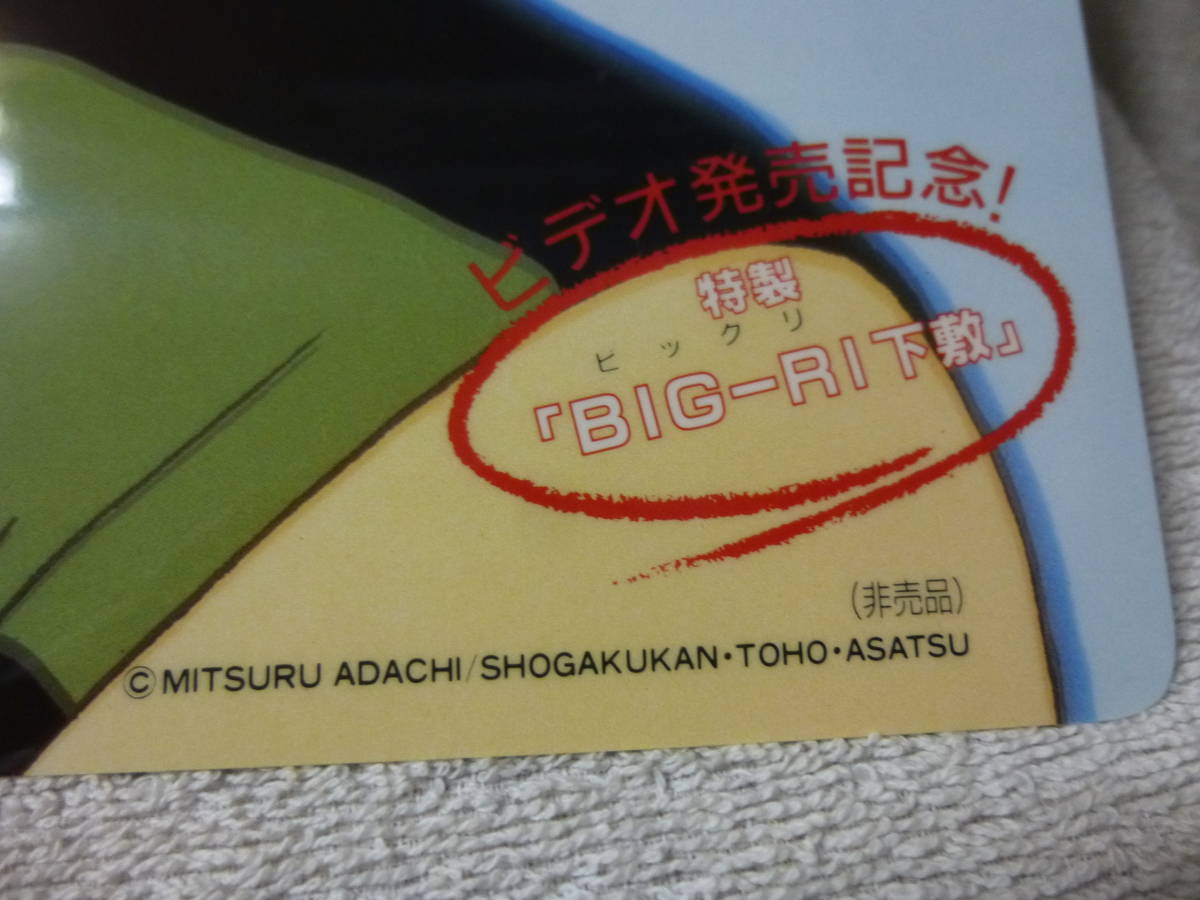 ビデオ発売記念!
特製
ビックリ
「BIG-RI下敷」
(非売品)
©MITSURU ADACHI/SHOGAKUKAN・TOHO・ASATSU